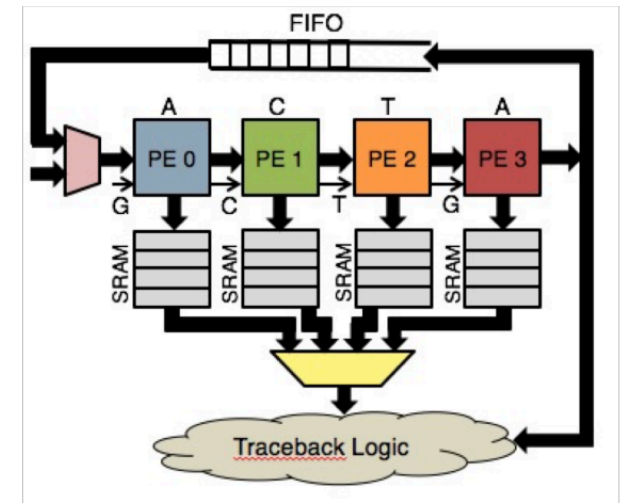 FIFO
A C T A
PE 0 PE 1 PE 2 PE 3
G C T G
SRAM SRAM SRAM SRAM
Traceback Logic